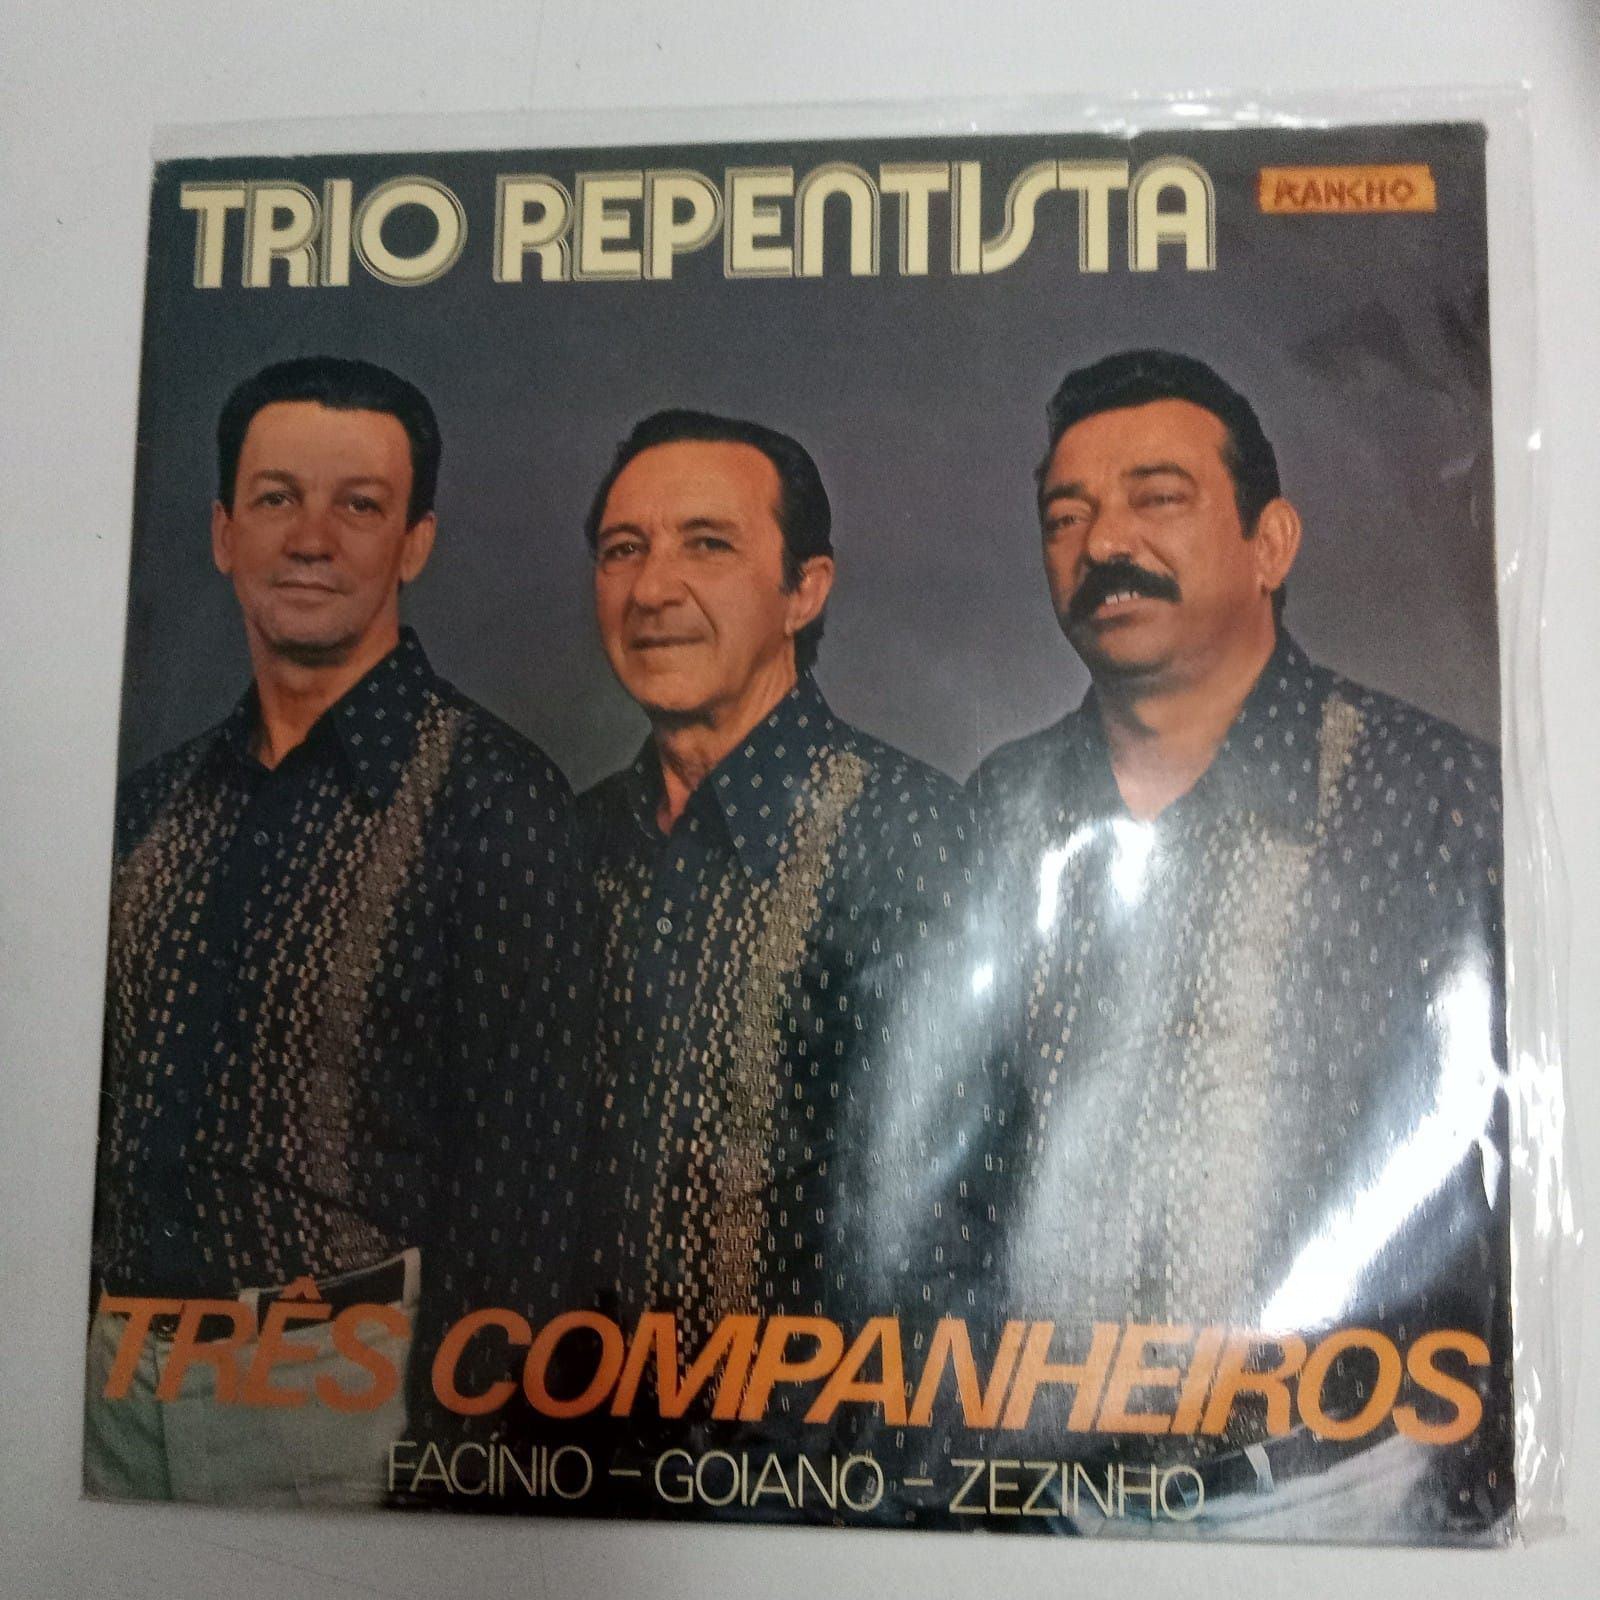 TRIO REPENTISTA
RANCHO
TRÊS COMPANHEIROS
FACÍNIO - GOIANO - ZEZINHO